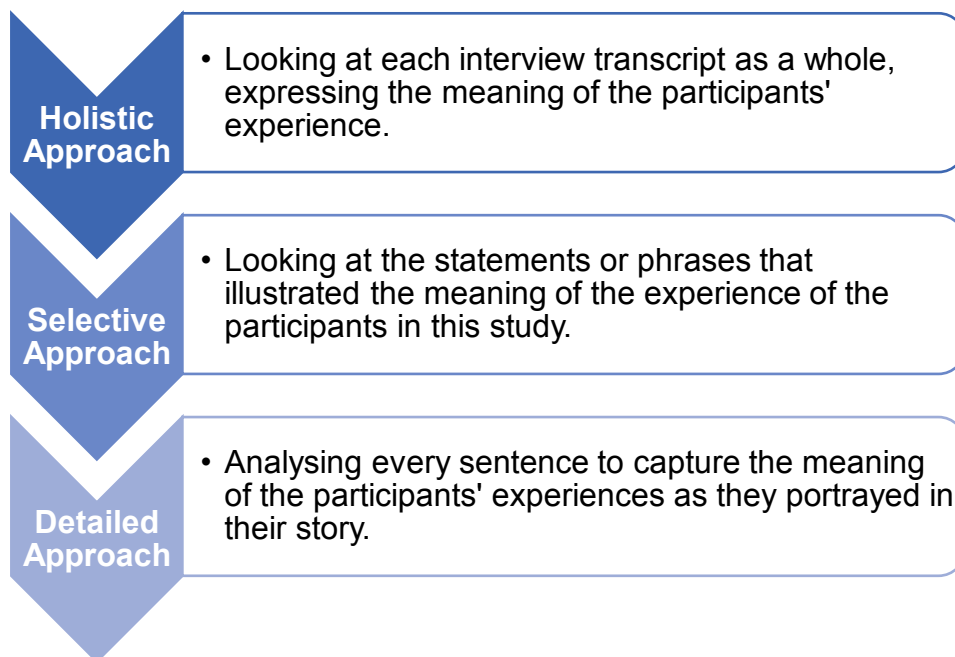 Holistic
Approach
• Looking at each interview transcript as a whole,
expressing the meaning of the participants'
experience.
Selective
Approach
• Looking at the statements or phrases that
illustrated the meaning of the experience of the
participants in this study.
Detailed
Approach
• Analysing every sentence to capture the meaning
of the participants' experiences as they portrayed in
their story.